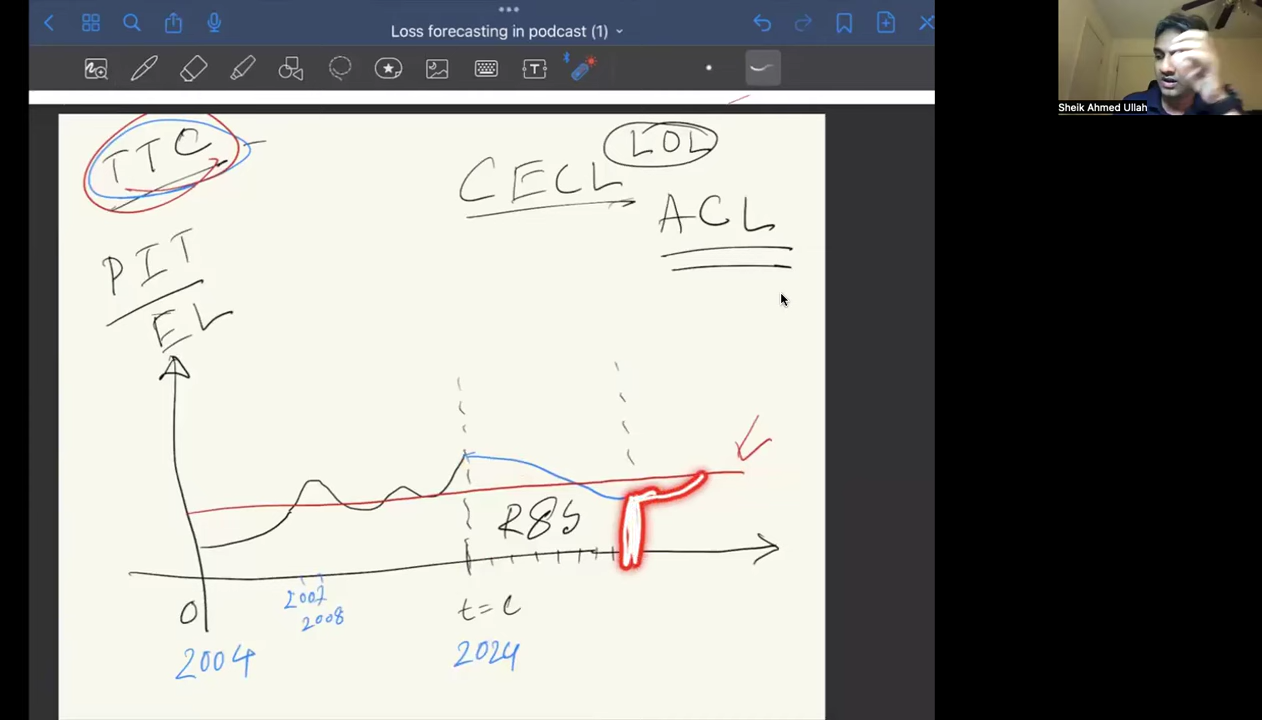 Loss forecasting in podcast (1)
Sheik Ahmed Ullah
TTC
LOL
CECL
ACL
PIT
EL
R&S
0
2007
2008
t = c
2004
2024